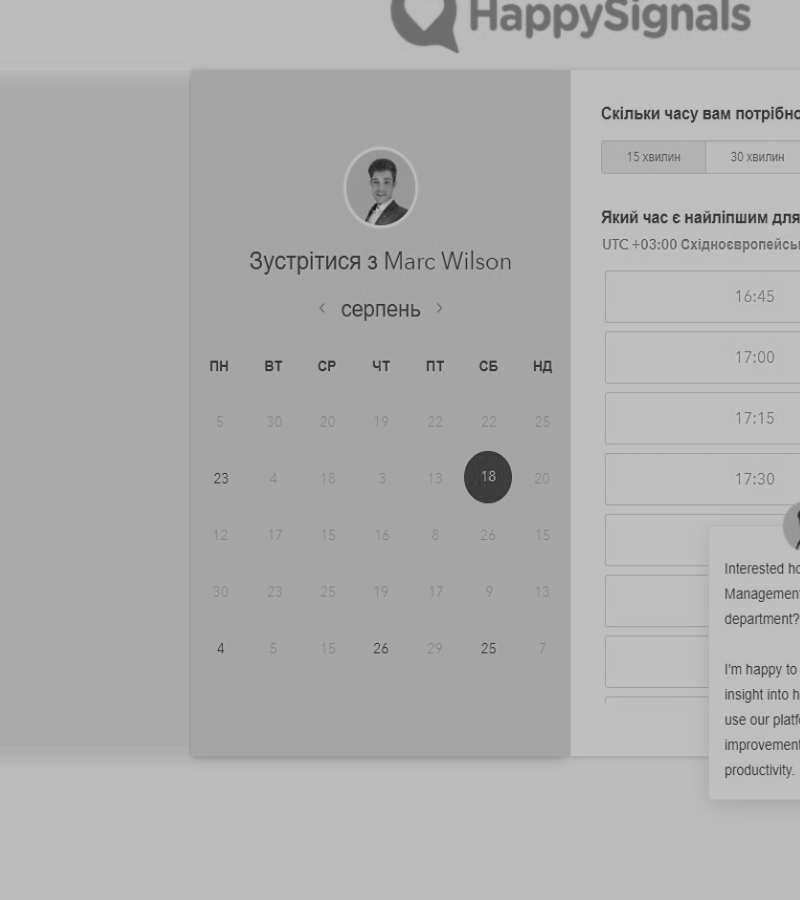 HappySignals
Зустрітися з Marc Wilson
‹ серпень ›
ПН ВТ СР ЧТ ПТ СБ НД
5 30 20 19 22 22 25
23 4 18 3 13 18 20
12 17 15 16 8 26 15
30 23 25 19 17 9 13
4 5 15 26 29 25 7
Скільки часу вам потрібно
15 хвилин 30 хвилин
Який час є найліпшим для
UTC +03:00 Східноєвропейсь
16:45
17:00
17:15
17:30
Interested ho
Management
department?
I'm happy to
insight into h
use our platf
improvement
productivity.